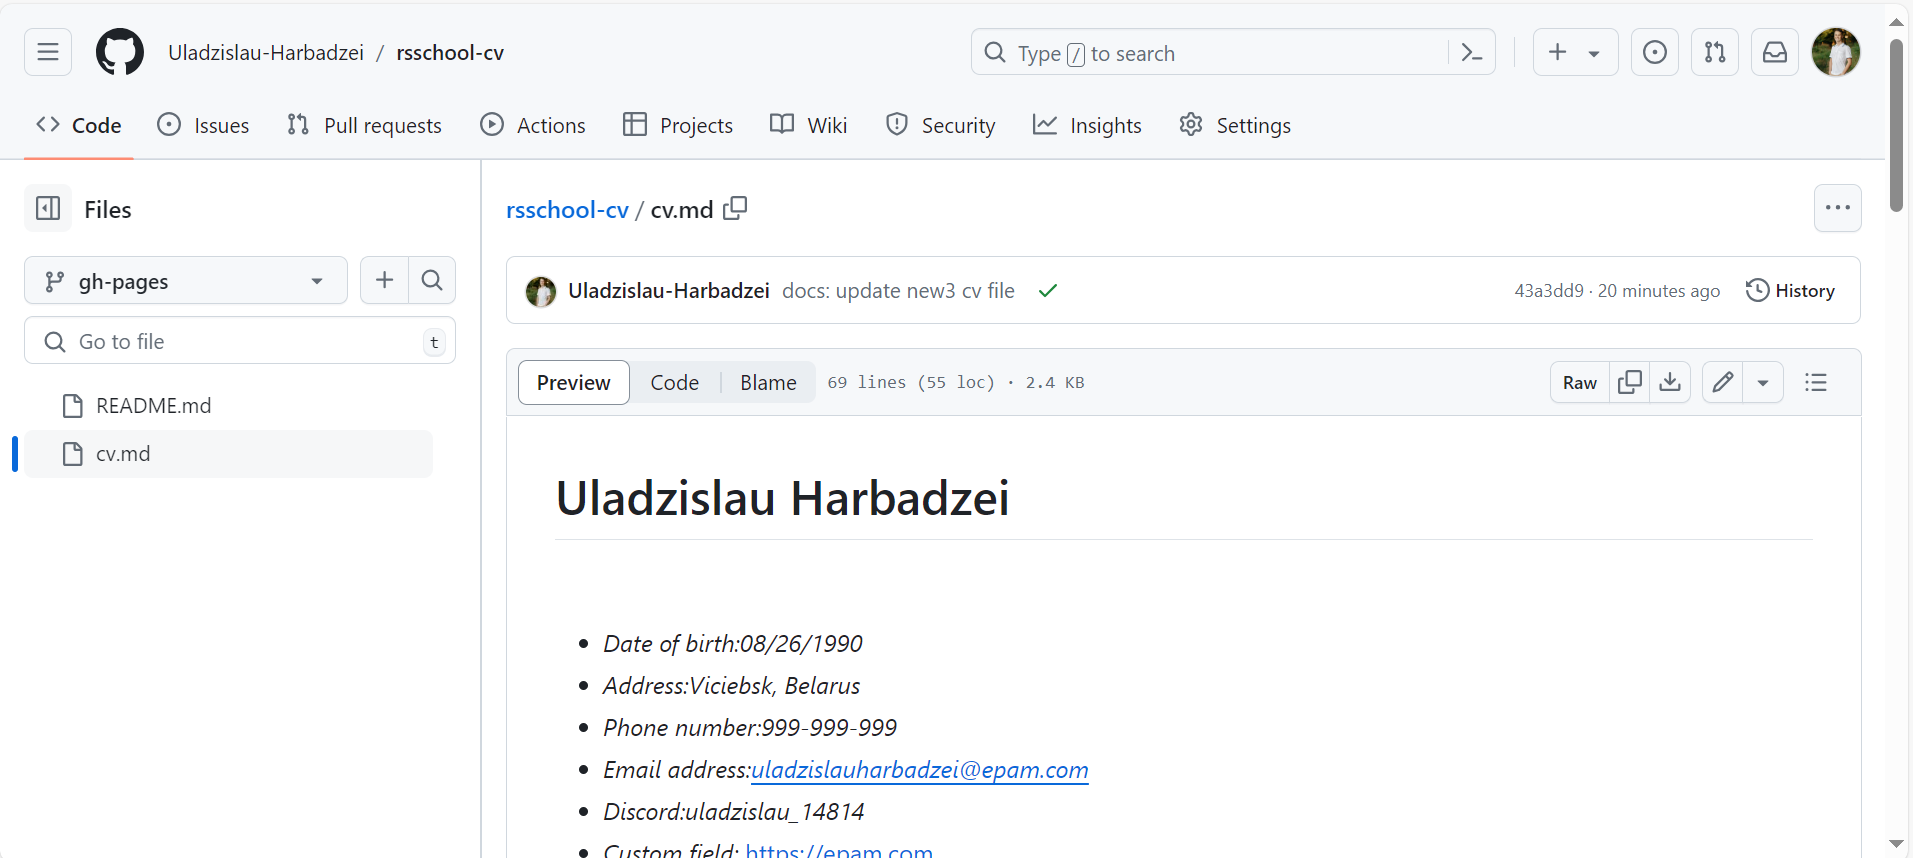 Uladzislau-Harbadzei / rsschool-cv
Type / to search
Code Issues Pull requests Actions Projects Wiki Security Insights Settings
Files
gh-pages
Go to file t
README.md
cv.md
rsschool-cv / cv.md
Uladzislau-Harbadzei docs: update new3 cv file 43a3dd9 · 20 minutes ago History
Preview Code Blame 69 lines (55 loc) · 2.4 KB Raw
Uladzislau Harbadzei
Date of birth:08/26/1990
Address:Viciebsk, Belarus
Phone number:999-999-999
Email address:uladzislauharbadzei@epam.com
Discord:uladzislau_14814
Custom field: https://epam.com